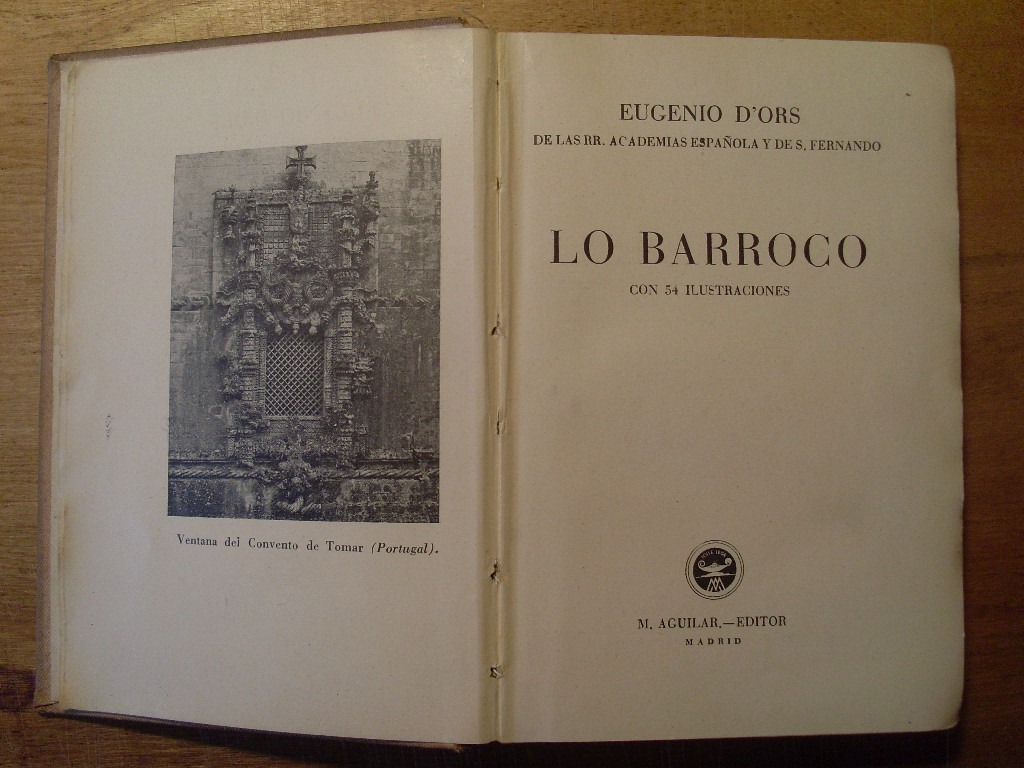 Ventana del Convento de Tomar (Portugal).
EUGENIO D'ORS
DE LAS RR. ACADEMIAS ESPAÑOLA Y DE S. FERNANDO
LO BARROCO
CON 54 ILUSTRACIONES
M. AGUILAR.—EDITOR
MADRID